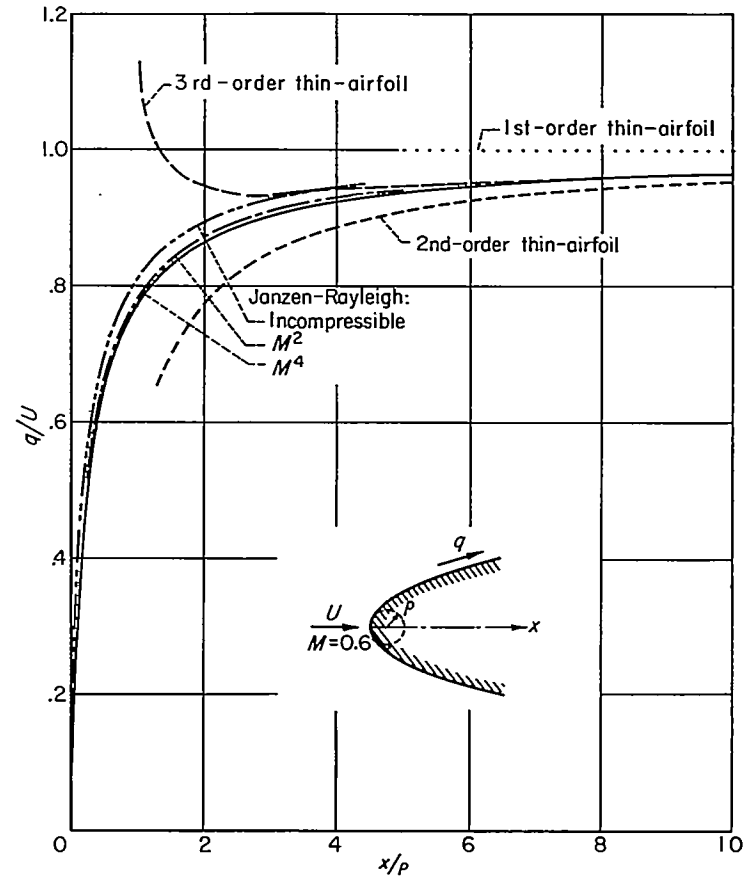 1.2
3rd-order thin-airfoil
1st-order thin-airfoil
1.0
2nd-order thin-airfoil
.8
Janzen-Rayleigh:
Incompressible
M²
M⁴
.6
q/U
.4
q
U
ρ
x
M=0.6
.2
0
0 2 4 6 8 10
x/ρ